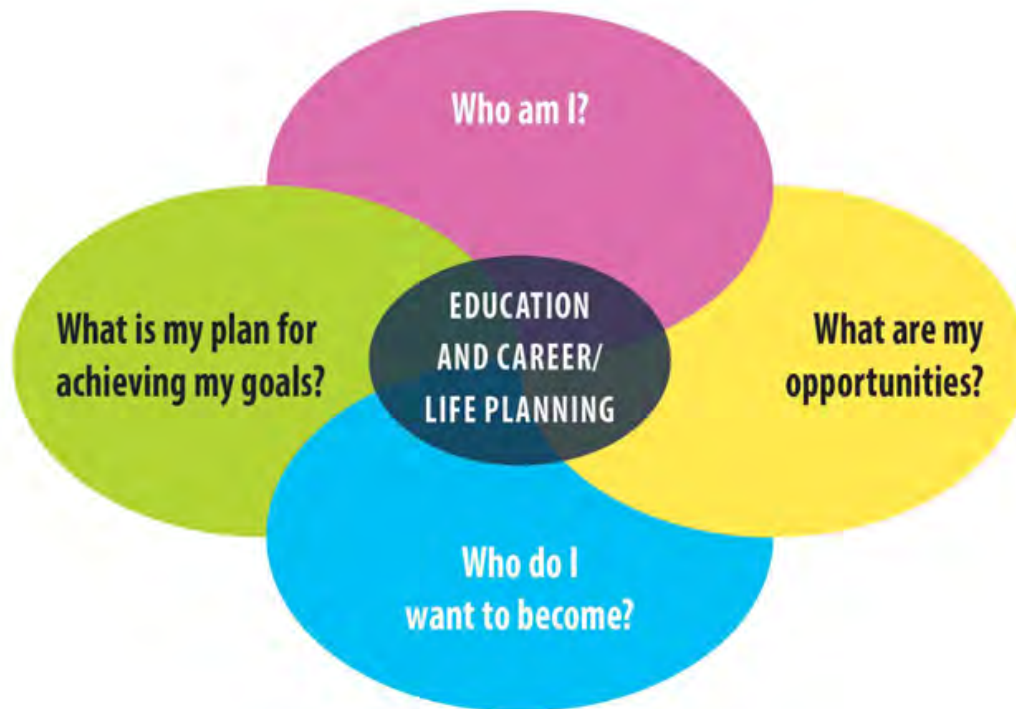 Who am I?
What is my plan for
achieving my goals?
EDUCATION
AND CAREER/
LIFE PLANNING
What are my
opportunities?
Who do I
want to become?